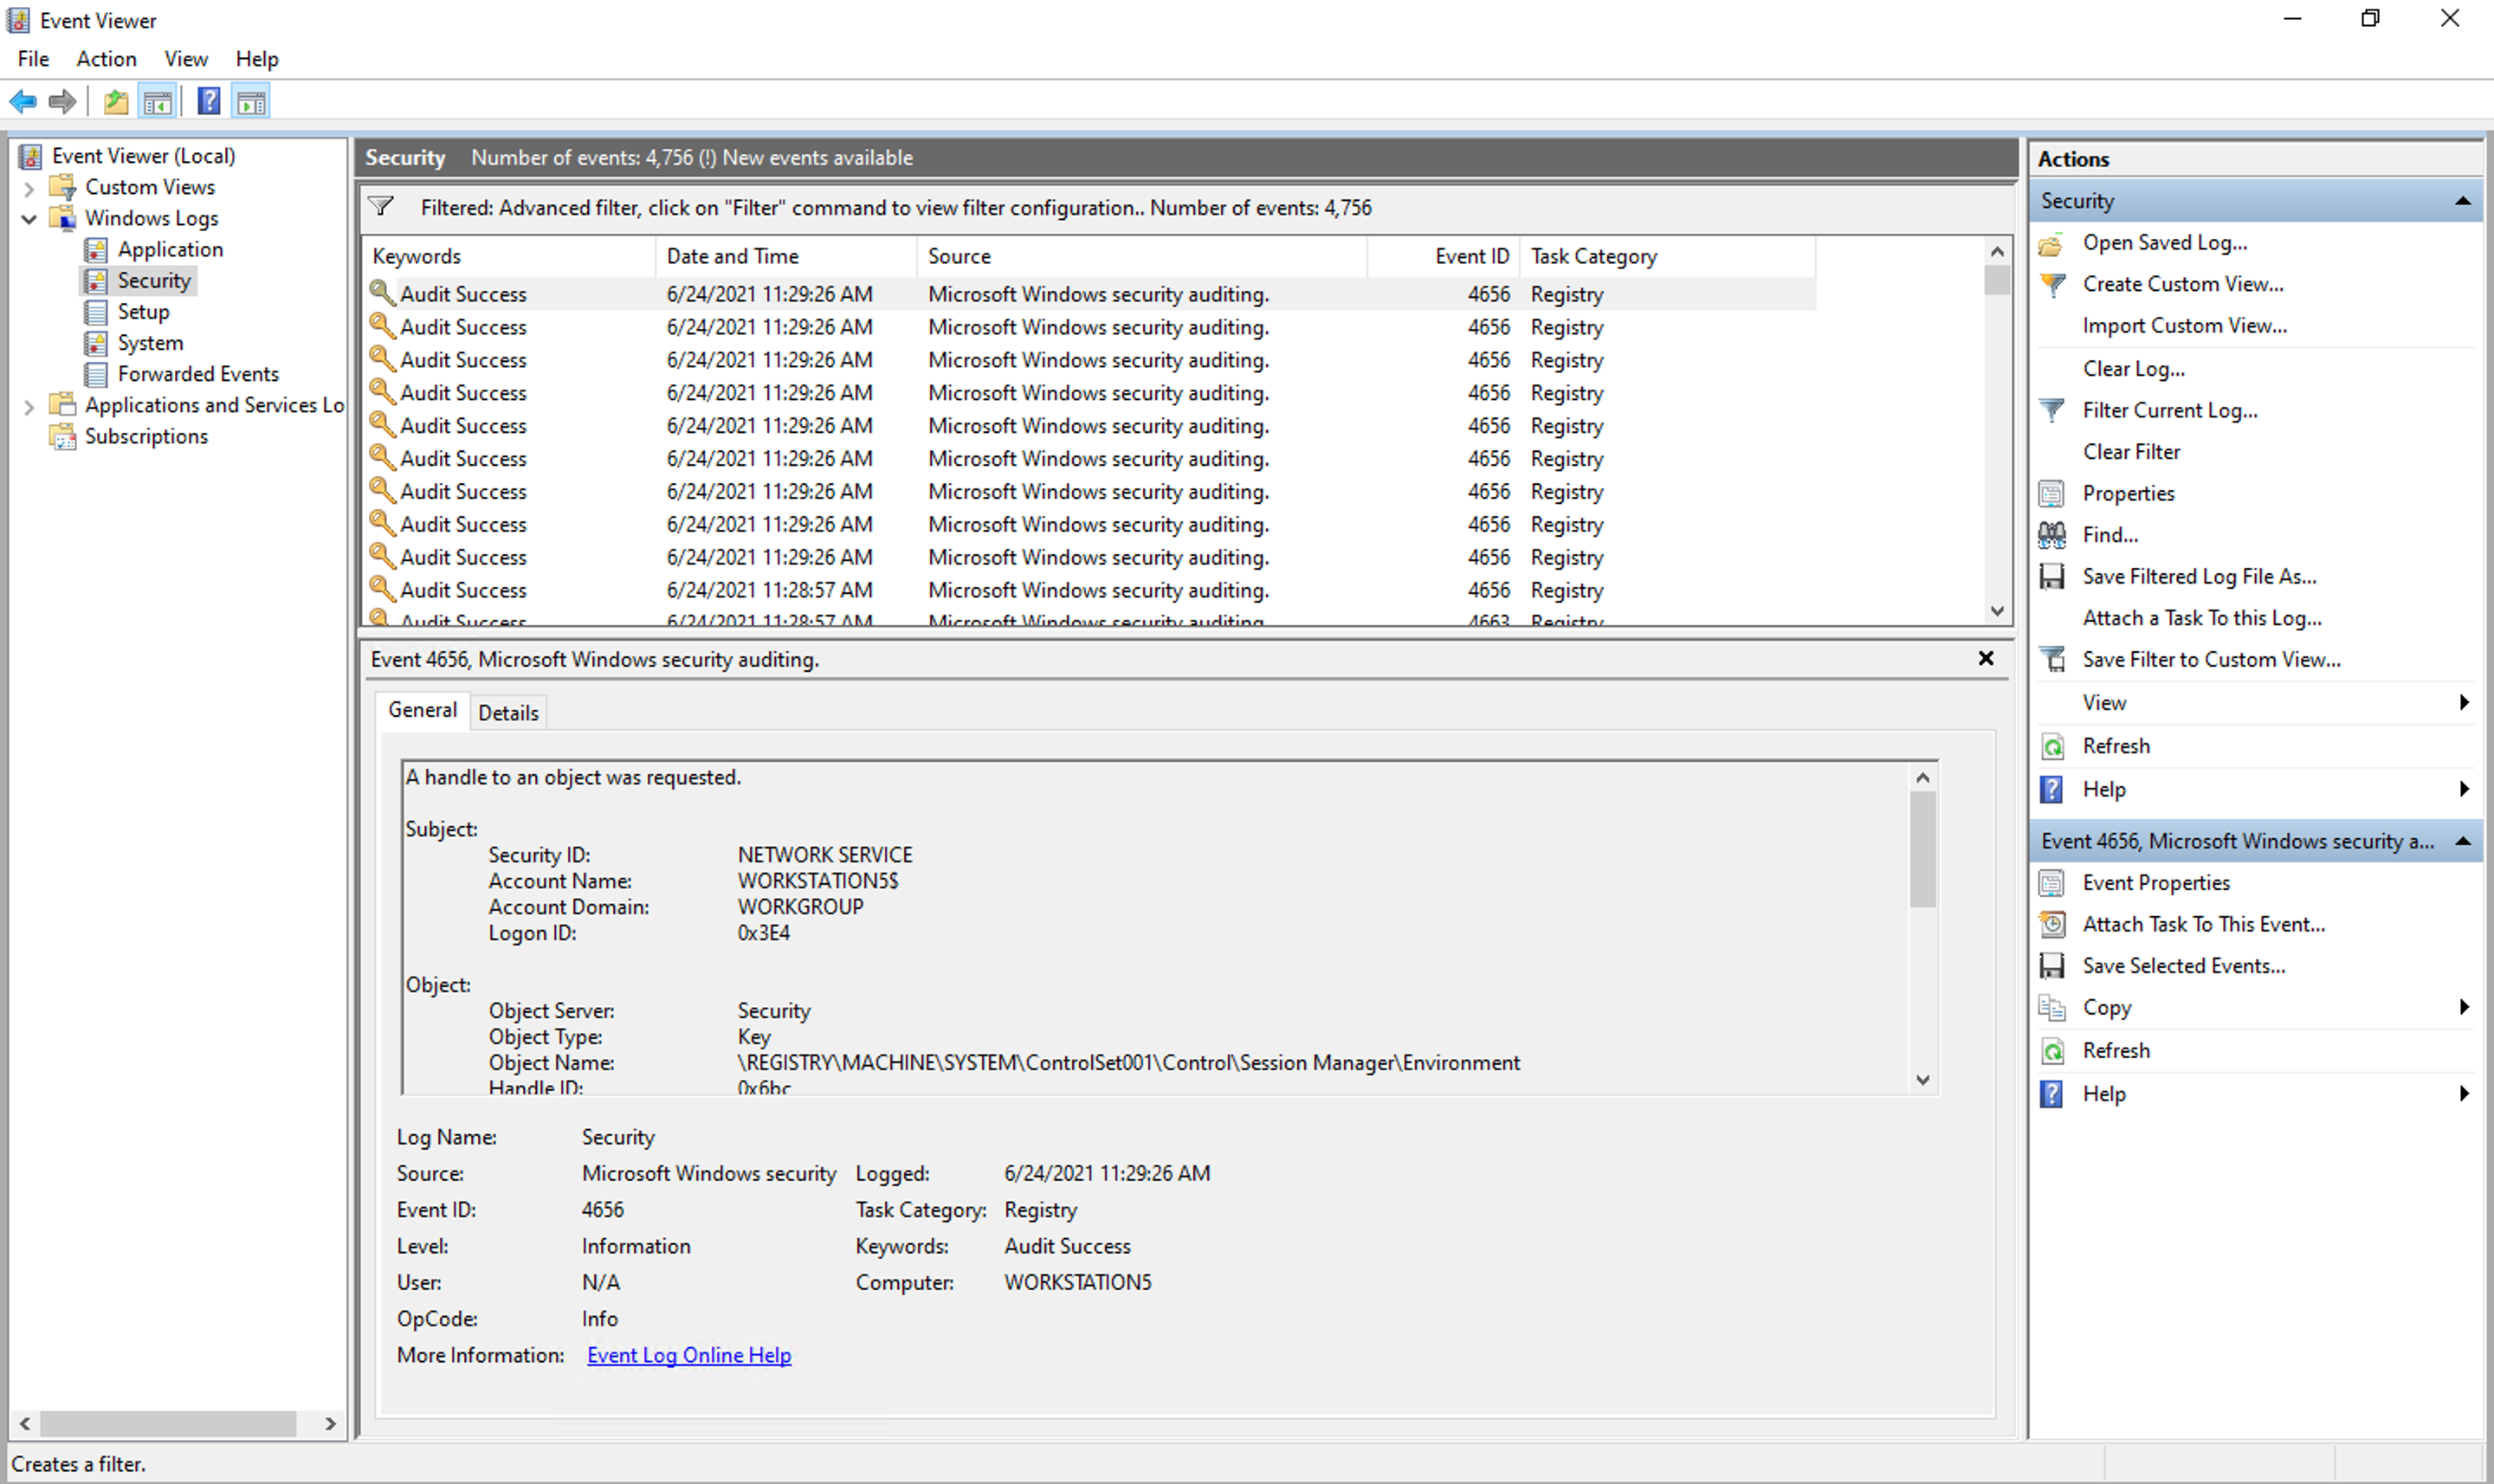 Event Viewer
File Action View Help
Event Viewer (Local)
Custom Views
Windows Logs
Application
Security
Setup
System
Forwarded Events
Applications and Services Lo
Subscriptions
Security Number of events: 4,756 (!) New events available
Filtered: Advanced filter, click on "Filter" command to view filter configuration.. Number of events: 4,756
Keywords Date and Time Source Event ID Task Category
Audit Success 6/24/2021 11:29:26 AM Microsoft Windows security auditing. 4656 Registry
Audit Success 6/24/2021 11:29:26 AM Microsoft Windows security auditing. 4656 Registry
Audit Success 6/24/2021 11:29:26 AM Microsoft Windows security auditing. 4656 Registry
Audit Success 6/24/2021 11:29:26 AM Microsoft Windows security auditing. 4656 Registry
Audit Success 6/24/2021 11:29:26 AM Microsoft Windows security auditing. 4656 Registry
Audit Success 6/24/2021 11:29:26 AM Microsoft Windows security auditing. 4656 Registry
Audit Success 6/24/2021 11:29:26 AM Microsoft Windows security auditing. 4656 Registry
Audit Success 6/24/2021 11:29:26 AM Microsoft Windows security auditing. 4656 Registry
Audit Success 6/24/2021 11:29:26 AM Microsoft Windows security auditing. 4656 Registry
Audit Success 6/24/2021 11:28:57 AM Microsoft Windows security auditing. 4656 Registry
Audit Success 6/24/2021 11:28:57 AM Microsoft Windows security auditing. 4663 Registry
Event 4656, Microsoft Windows security auditing.
General Details
A handle to an object was requested.
Subject:
Security ID: NETWORK SERVICE
Account Name: WORKSTATION5$
Account Domain: WORKGROUP
Logon ID: 0x3E4
Object:
Object Server: Security
Object Type: Key
Object Name: \REGISTRY\MACHINE\SYSTEM\ControlSet001\Control\Session Manager\Environment
Handle ID: 0x6bc
Log Name: Security
Source: Microsoft Windows security Logged: 6/24/2021 11:29:26 AM
Event ID: 4656 Task Category: Registry
Level: Information Keywords: Audit Success
User: N/A Computer: WORKSTATION5
OpCode: Info
More Information: Event Log Online Help
Actions
Security
Open Saved Log...
Create Custom View...
Import Custom View...
Clear Log...
Filter Current Log...
Clear Filter
Properties
Find...
Save Filtered Log File As...
Attach a Task To this Log...
Save Filter to Custom View...
View
Refresh
Help
Event 4656, Microsoft Windows security a...
Event Properties
Attach Task To This Event...
Save Selected Events...
Copy
Refresh
Help
Creates a filter.